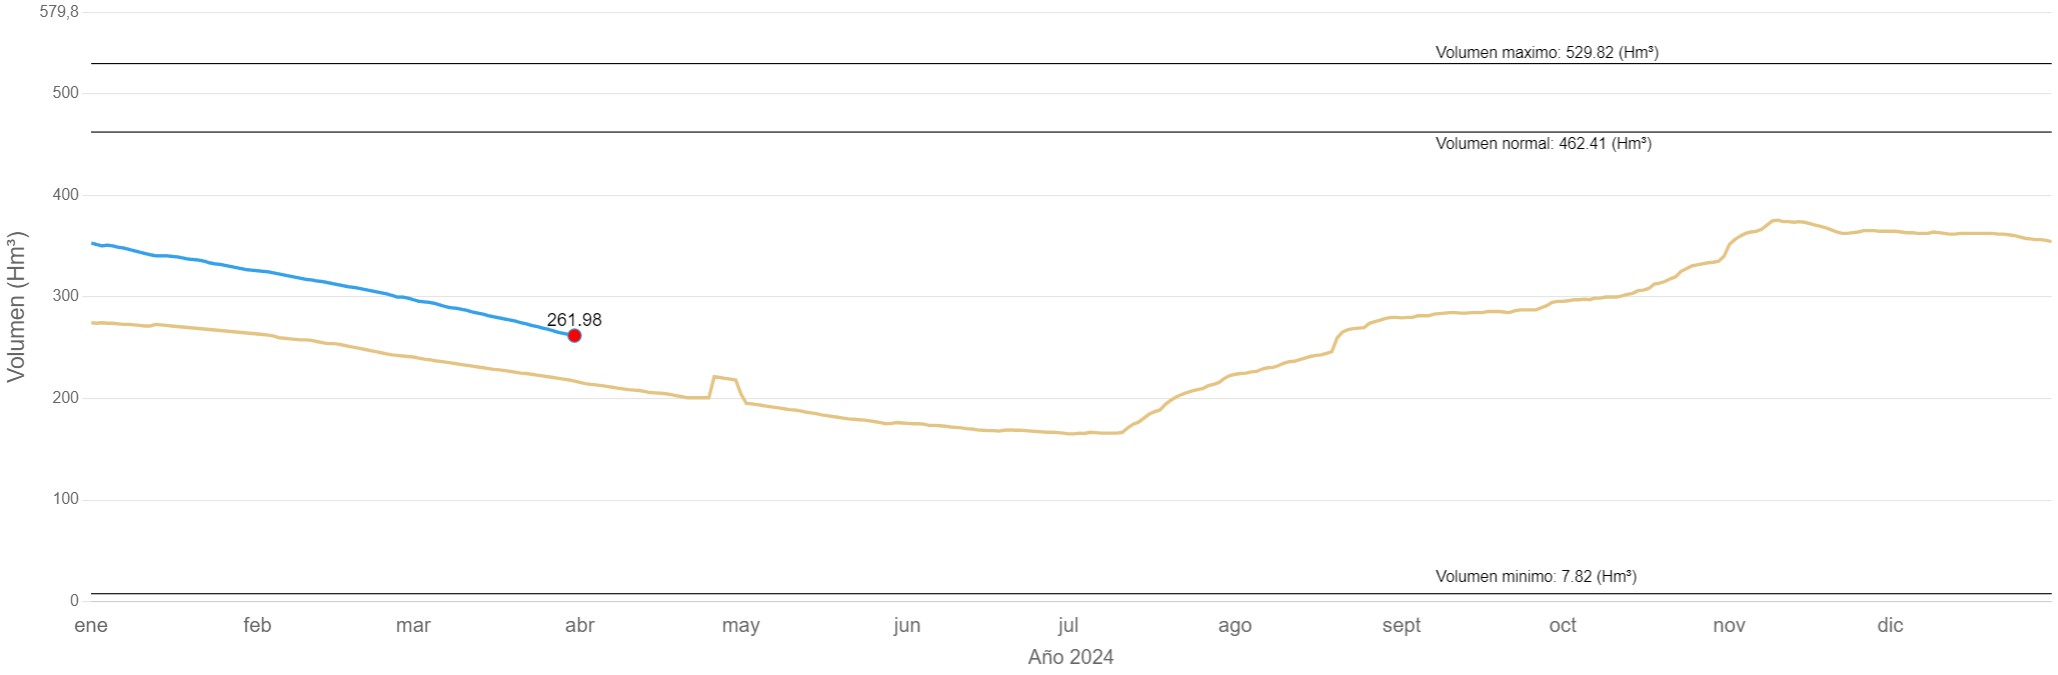 579,8
Volumen maximo: 529.82 (Hm³)
500
Volumen normal: 462.41 (Hm³)
400
300
261.98
200
100
Volumen minimo: 7.82 (Hm³)
0
Volumen (Hm³)
ene feb mar abr may jun jul ago sept oct nov dic
Año 2024